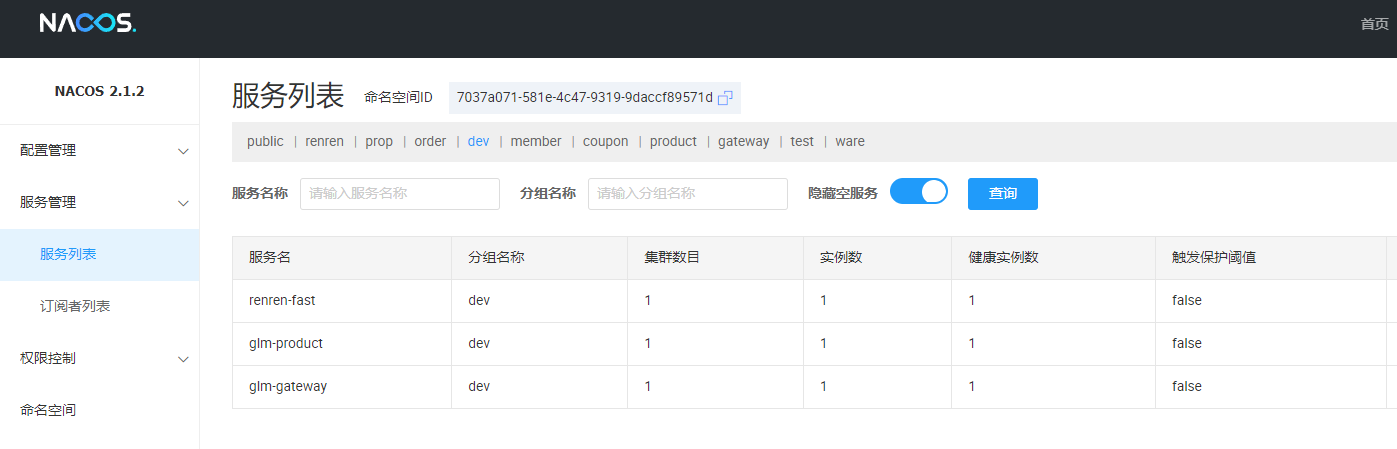 NACOS.
首页
NACOS 2.1.2
配置管理
服务管理
服务列表
订阅者列表
权限控制
命名空间
服务列表 命名空间ID 7037a071-581e-4c47-9319-9daccf89571d
public | renren | prop | order | dev | member | coupon | product | gateway | test | ware
服务名称 请输入服务名称 分组名称 请输入分组名称 隐藏空服务 查询
服务名 分组名称 集群数目 实例数 健康实例数 触发保护阈值
renren-fast dev 1 1 1 false
glm-product dev 1 1 1 false
glm-gateway dev 1 1 1 false